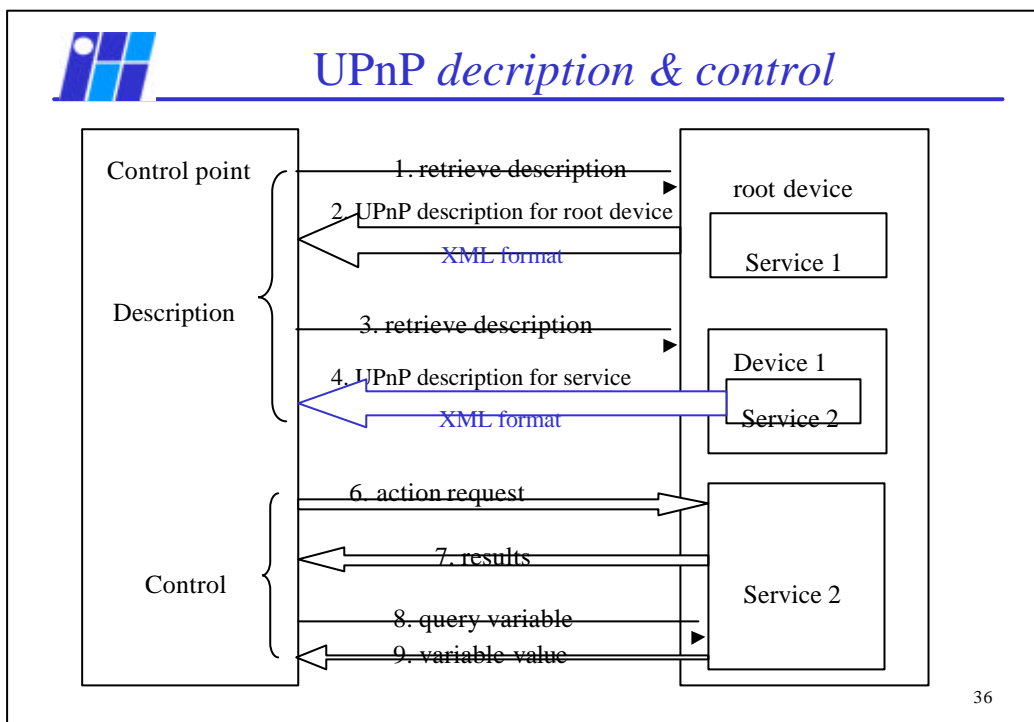 UPnP decription & control
Control point
1. retrieve description
root device
2. UPnP description for root device
XML format
Service 1
Description
3. retrieve description
Device 1
4. UPnP description for service
XML format
Service 2
6. action request
7. results
Control
Service 2
8. query variable
9. variable value
36